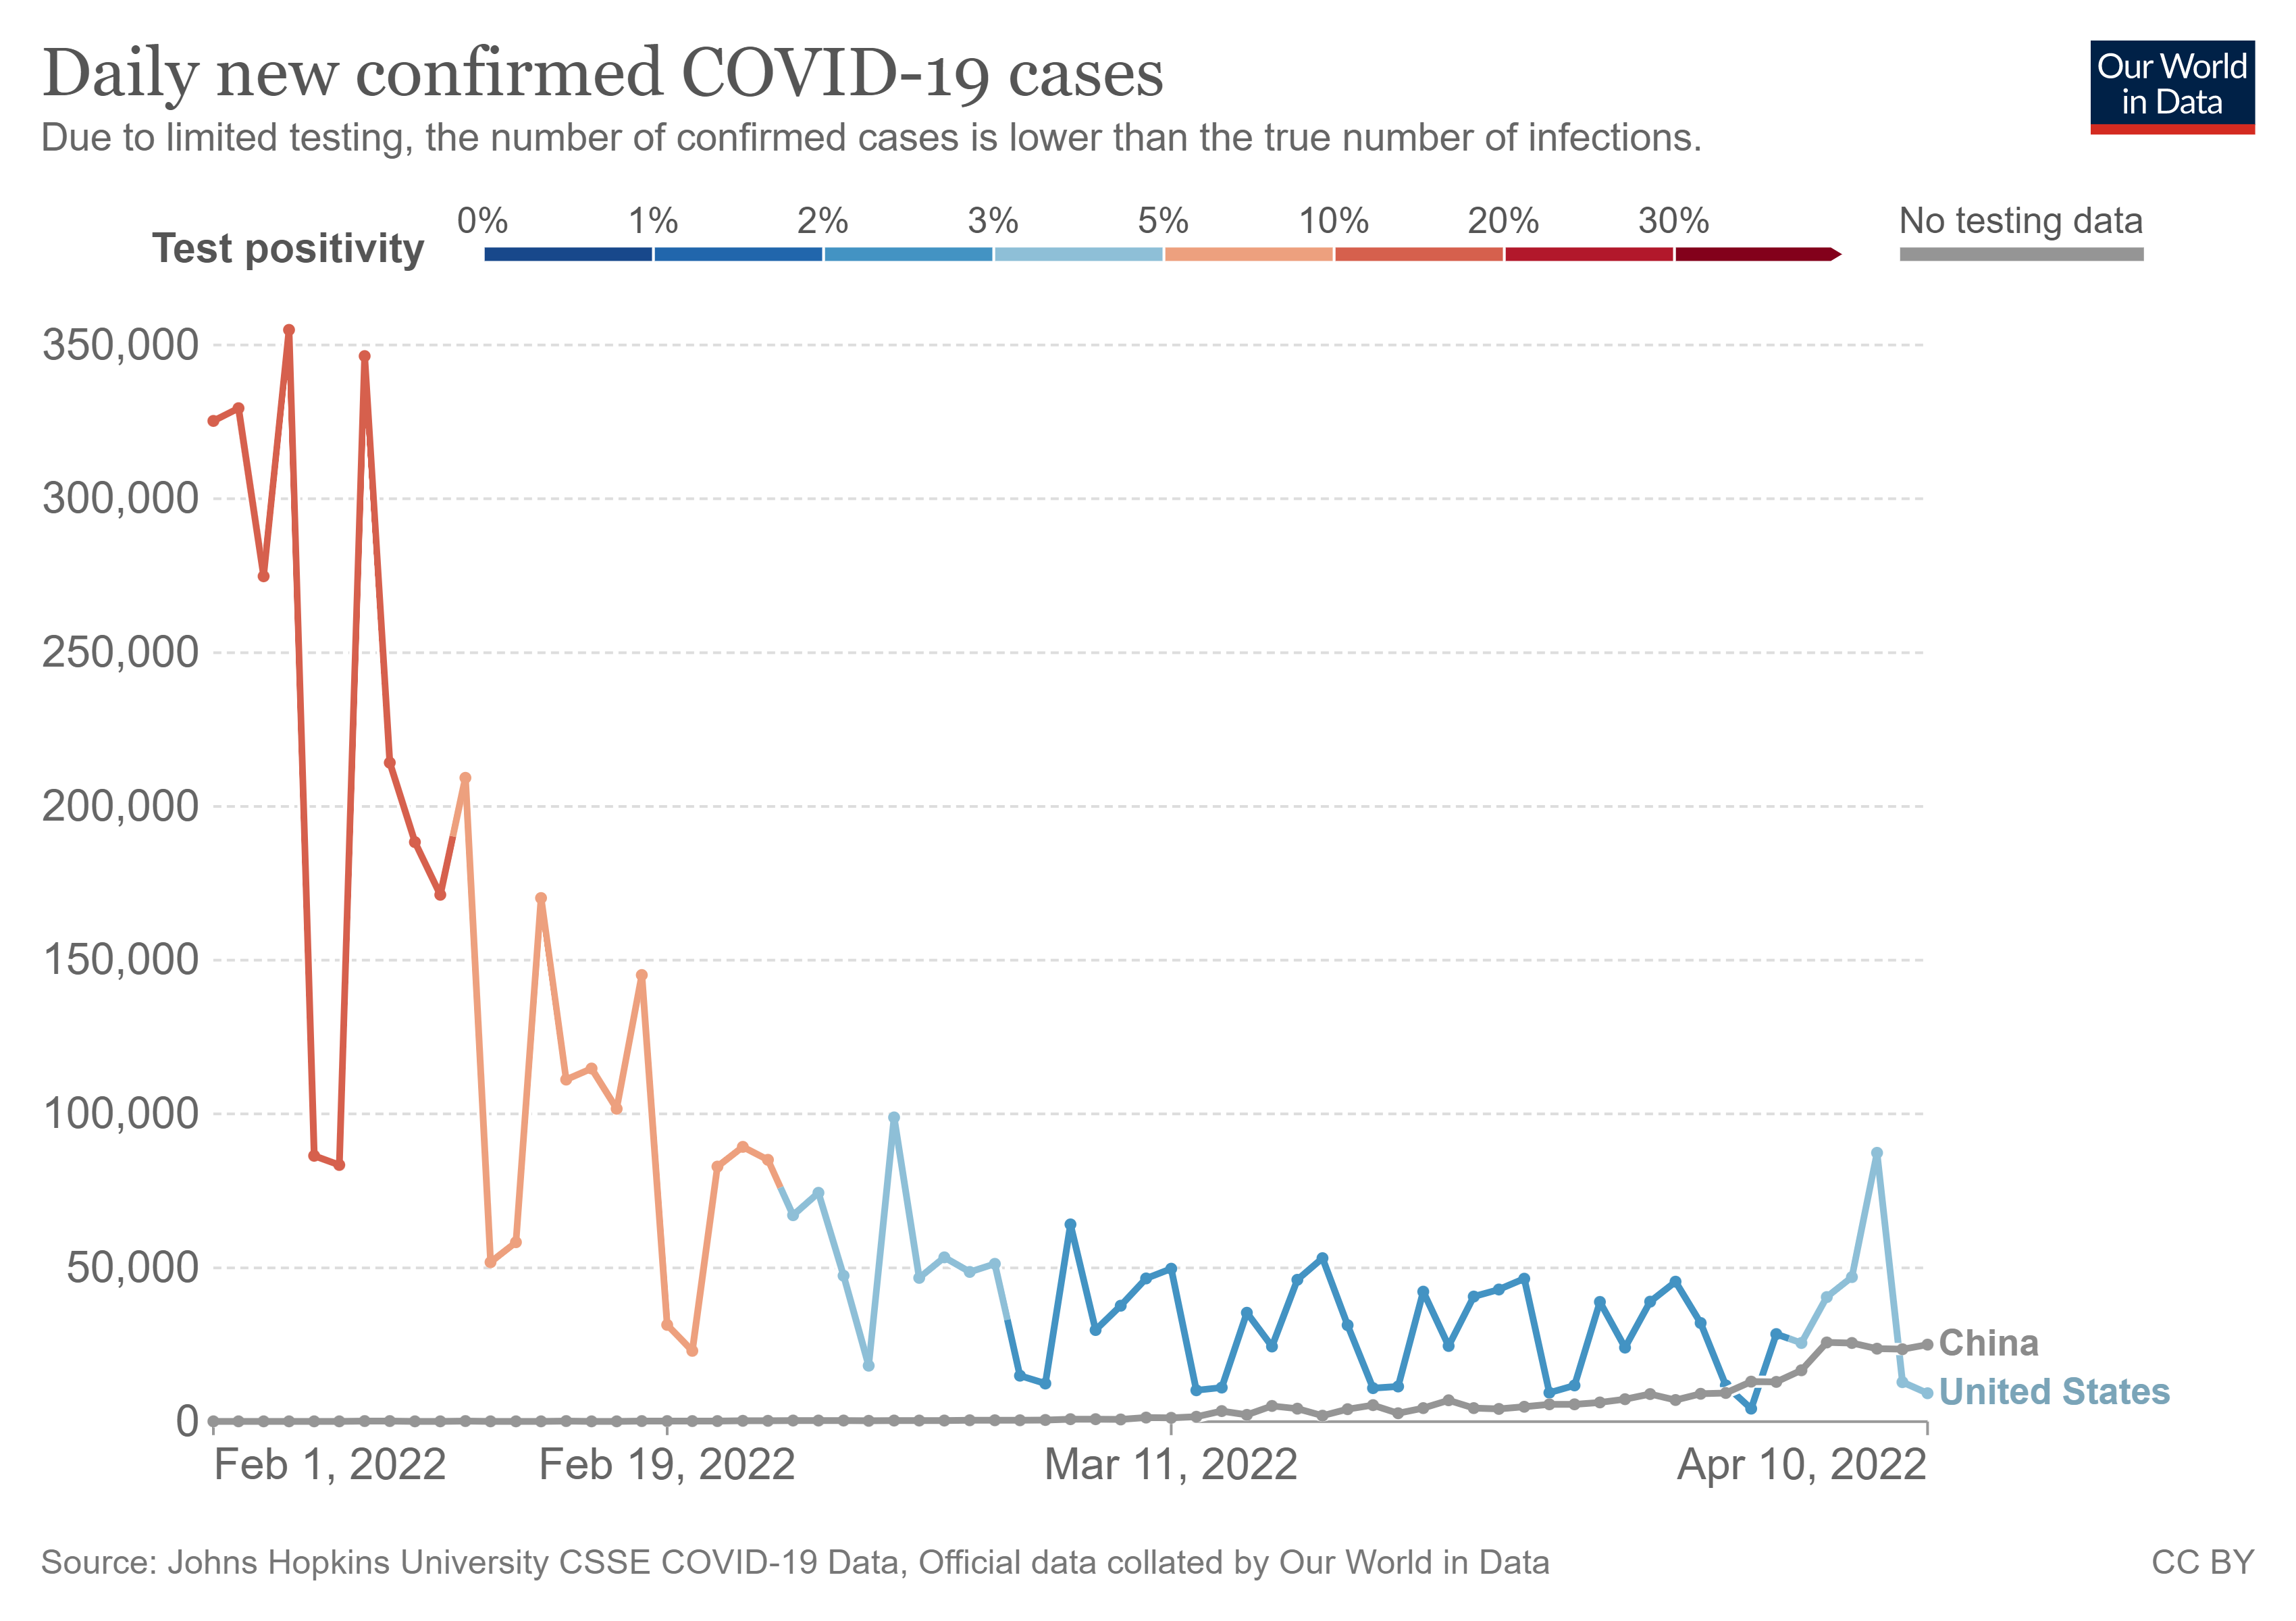 Daily new confirmed COVID-19 cases
Our World
in Data
Due to limited testing, the number of confirmed cases is lower than the true number of infections.
Test positivity
0% 1% 2% 3% 5% 10% 20% 30%
No testing data
350,000
300,000
250,000
200,000
150,000
100,000
50,000
China
United States
0
Feb 1, 2022 Feb 19, 2022 Mar 11, 2022 Apr 10, 2022
Source: Johns Hopkins University CSSE COVID-19 Data, Official data collated by Our World in Data
CC BY